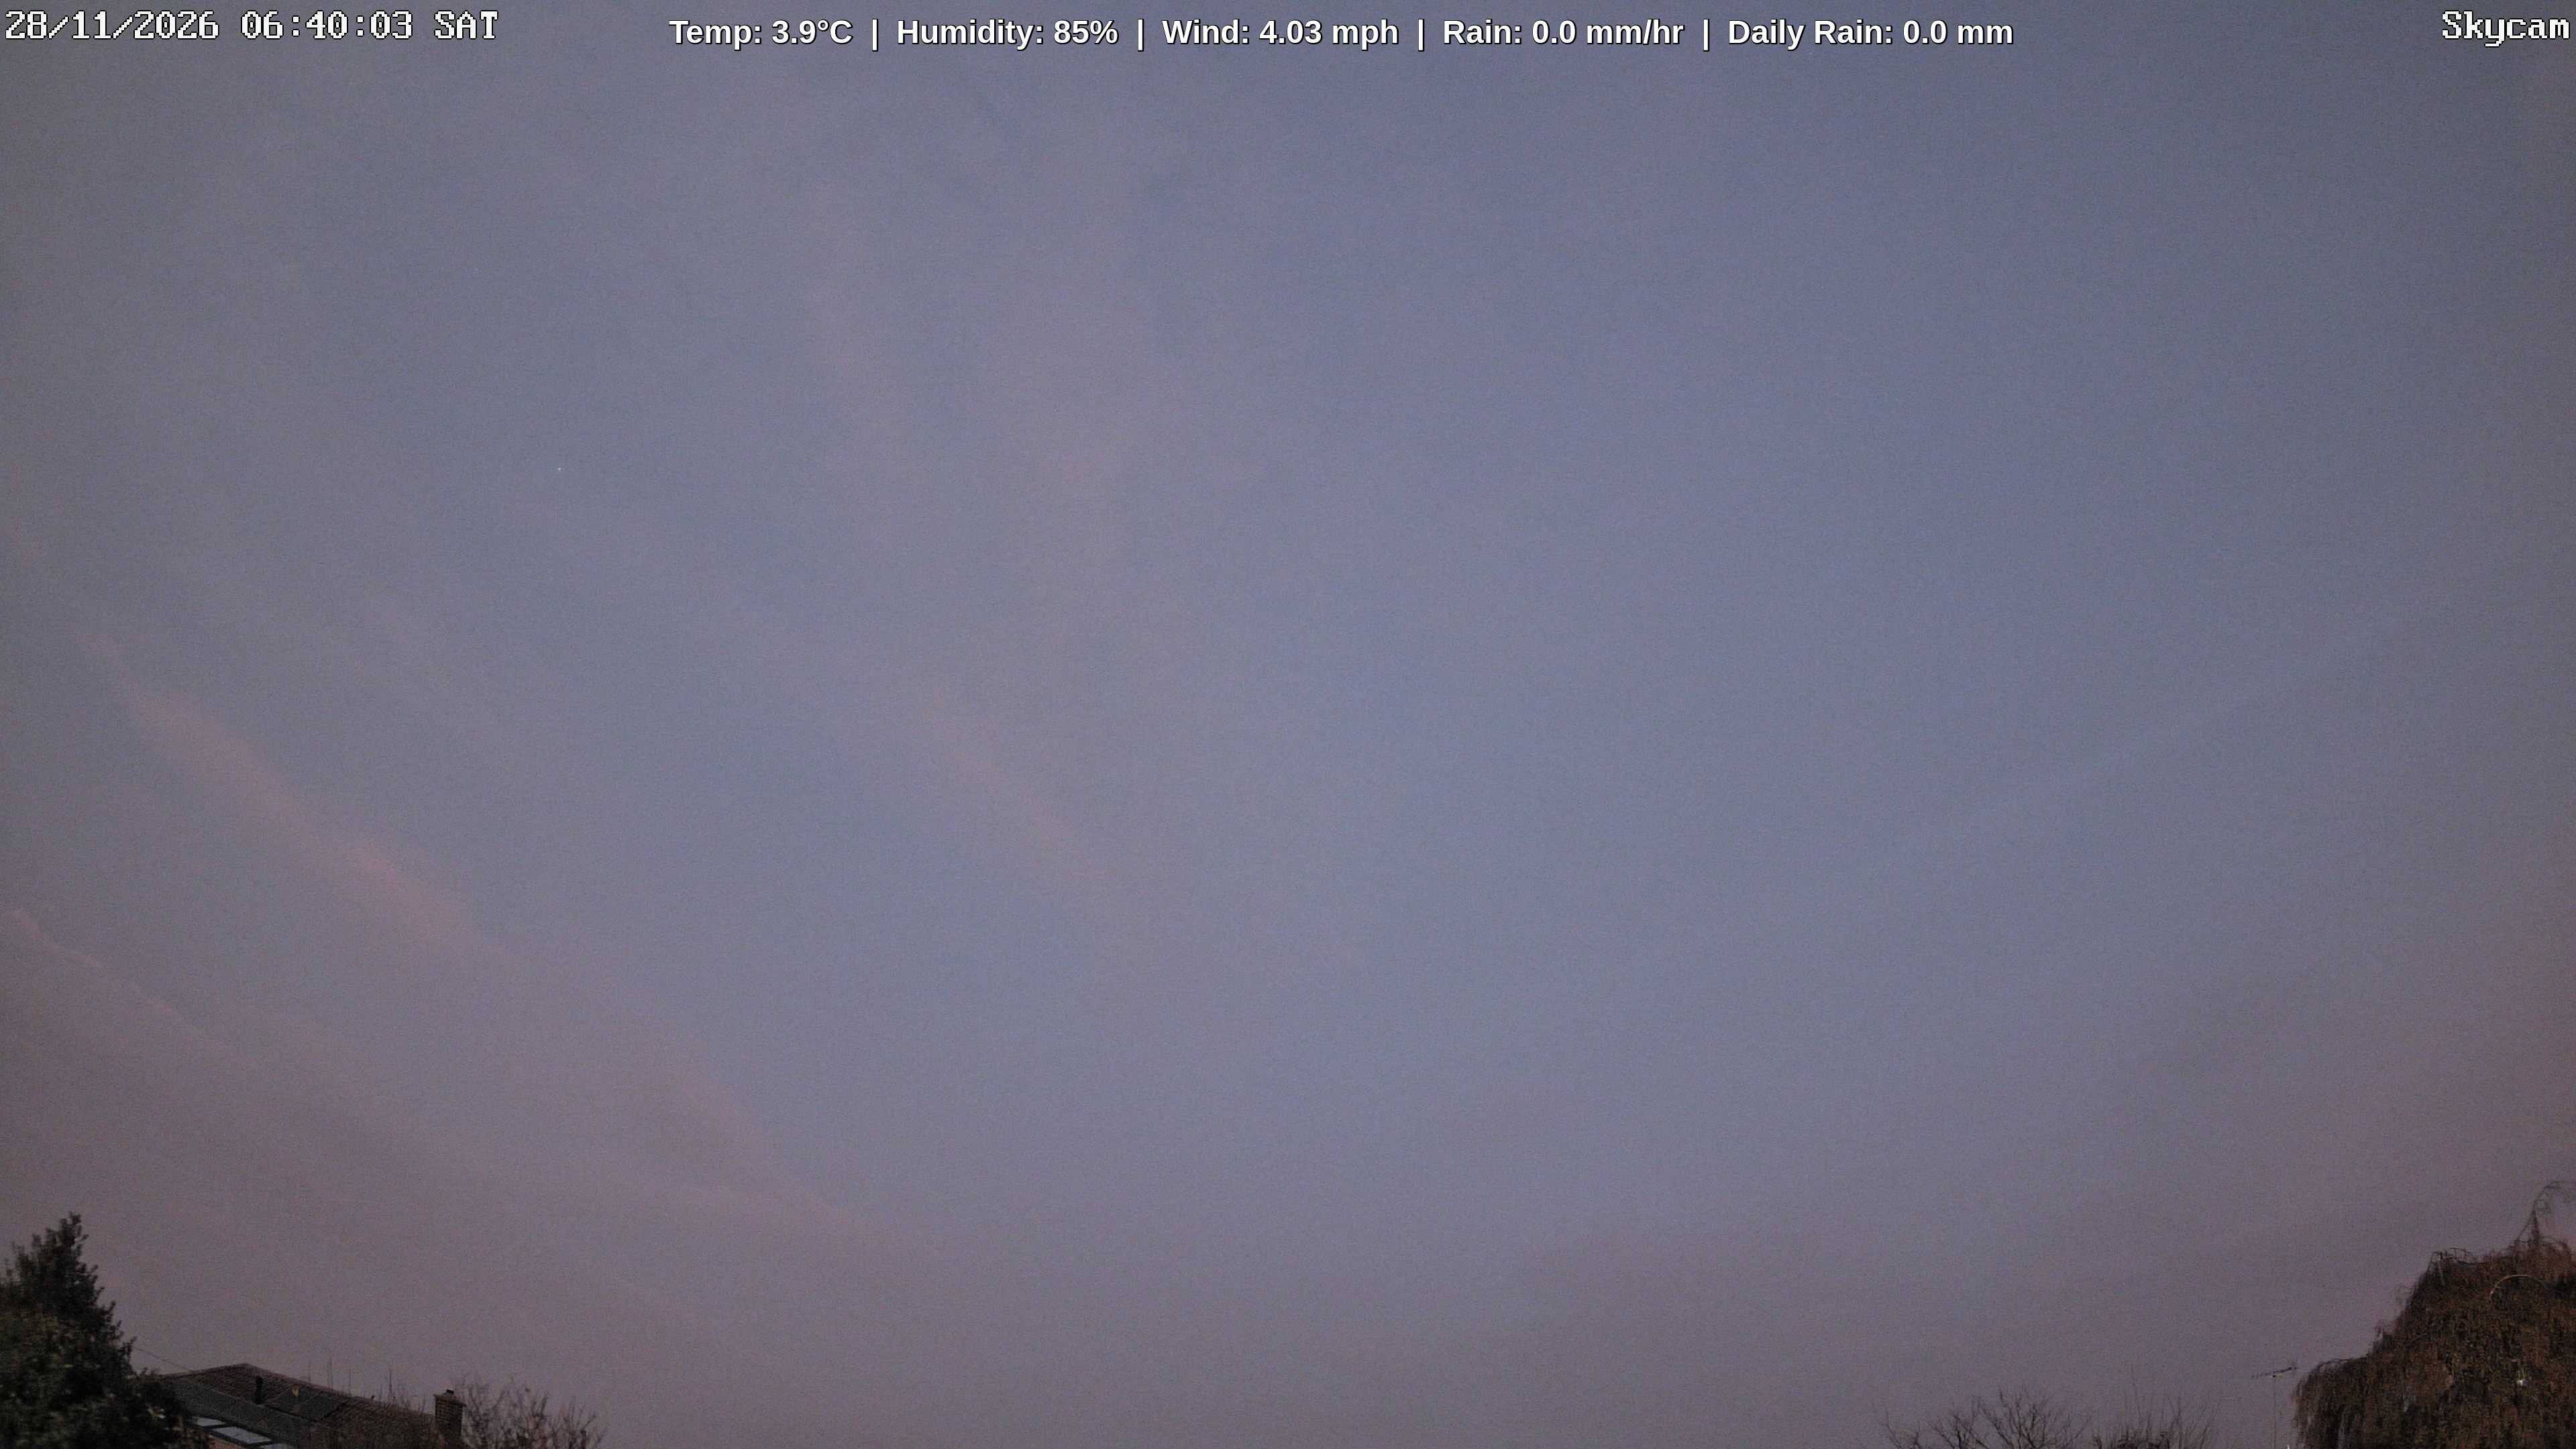 28/11/2026 06:40:03 SAT
Temp: 3.9°C | Humidity: 85% | Wind: 4.03 mph | Rain: 0.0 mm/hr | Daily Rain: 0.0 mm
Skycam